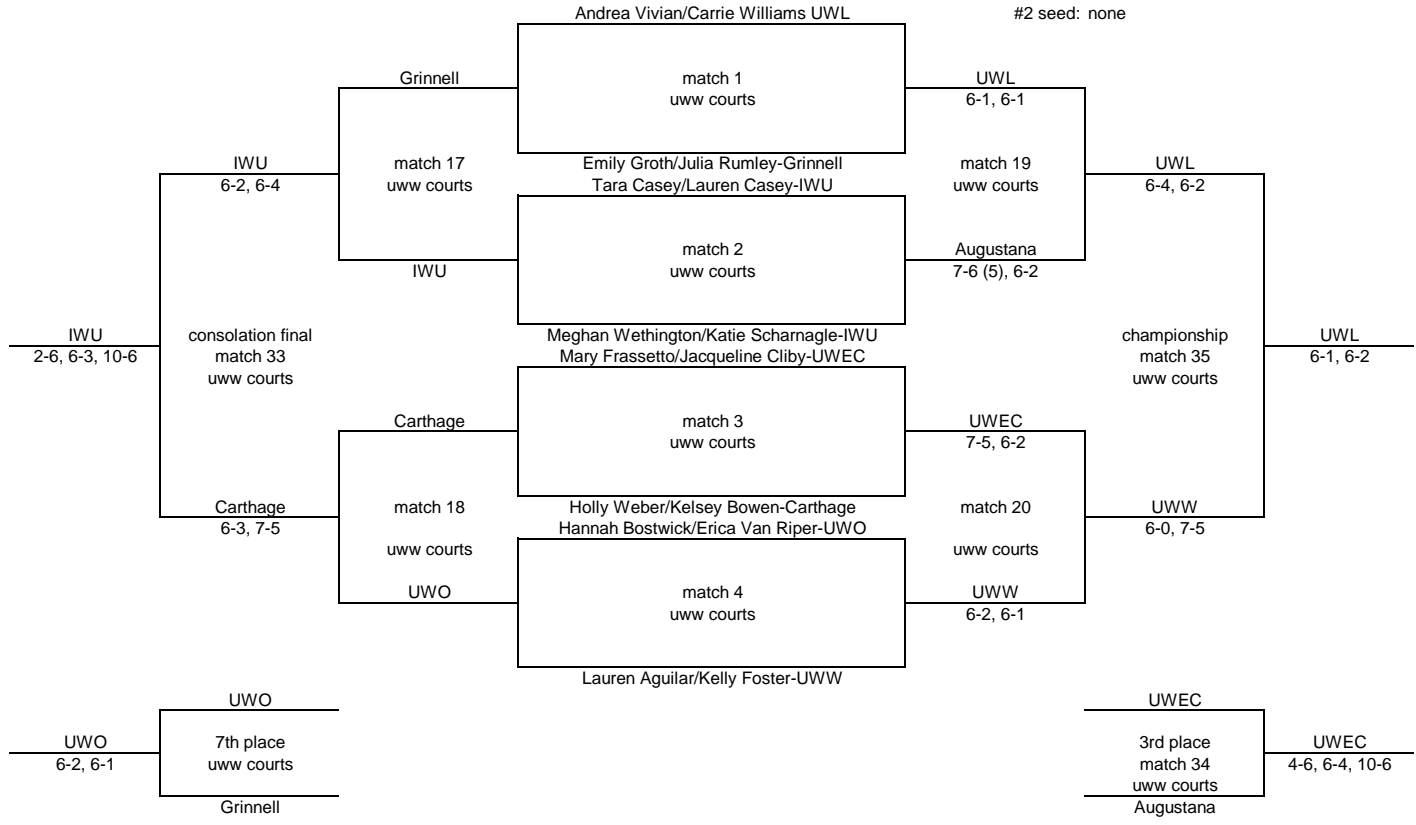 Andrea Vivian/Carrie Williams UWL #2 seed: none
Grinnell match 1 UWL
uww courts 6-1, 6-1
IWU match 17 Emily Groth/Julia Rumley-Grinnell match 19 UWL
6-2, 6-4 uww courts Tara Casey/Lauren Casey-IWU uww courts 6-4, 6-2
match 2 Augustana
IWU uww courts 7-6 (5), 6-2
IWU consolation final Meghan Wethington/Katie Scharnagle-IWU championship UWL
2-6, 6-3, 10-6 match 33 Mary Frassetto/Jacqueline Cliby-UWEC match 35 6-1, 6-2
uww courts uww courts
Carthage match 3 UWEC
uww courts 7-5, 6-2
Carthage match 18 Holly Weber/Kelsey Bowen-Carthage match 20 UWW
6-3, 7-5 Hannah Bostwick/Erica Van Riper-UWO 6-0, 7-5
uww courts uww courts
UWO match 4 UWW
uww courts 6-2, 6-1
Lauren Aguilar/Kelly Foster-UWW
UWO UWEC
UWO 7th place 3rd place UWEC
6-2, 6-1 uww courts match 34 4-6, 6-4, 10-6
uww courts
Grinnell Augustana